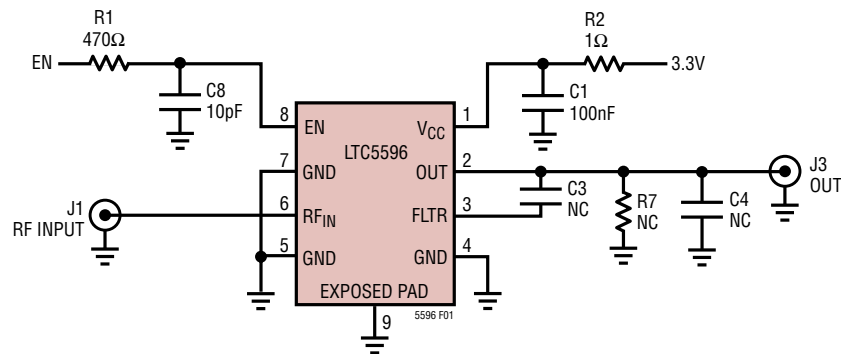 R1
470Ω
EN
C8
10pF
R2
1Ω
3.3V
C1
100nF
8
EN
1
VCC
LTC5596
7
GND
2
OUT
J3
OUT
6
RFIN
3
FLTR
C3
NC
R7
NC
C4
NC
J1
RF INPUT
5
GND
4
GND
EXPOSED PAD
9
5596 F01